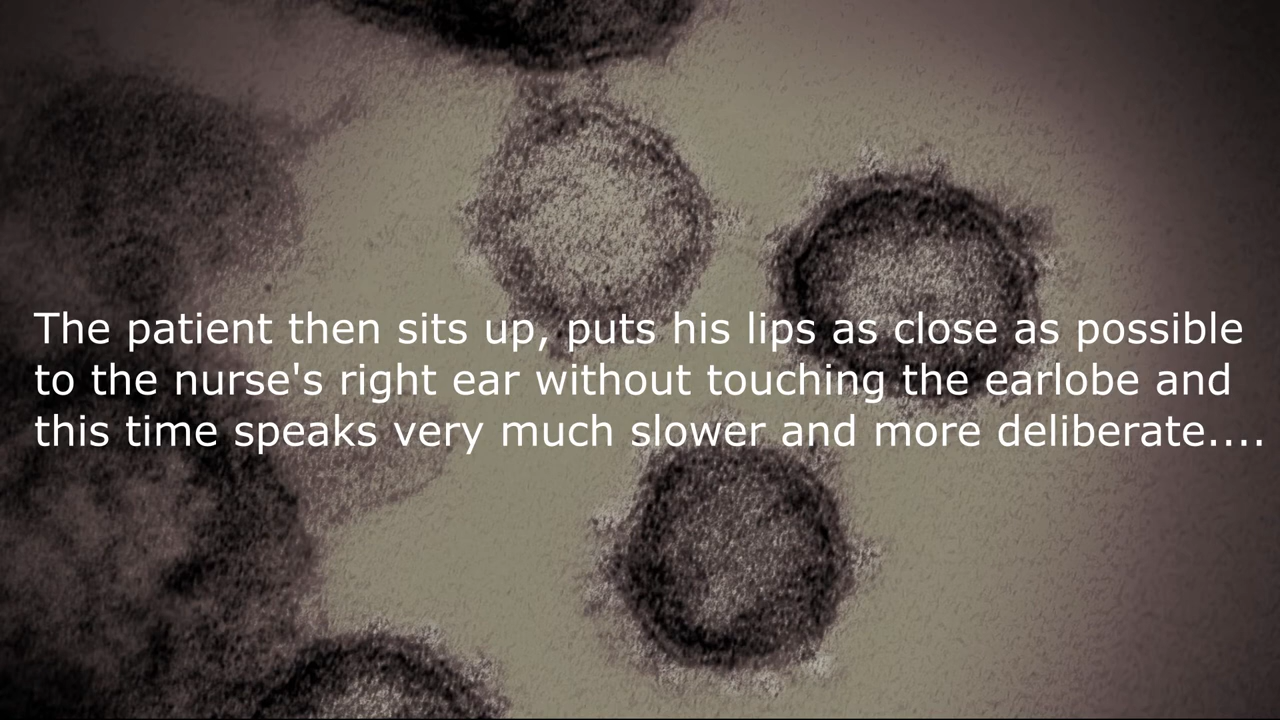 The patient then sits up, puts his lips as close as possible
to the nurse's right ear without touching the earlobe and
this time speaks very much slower and more deliberate....